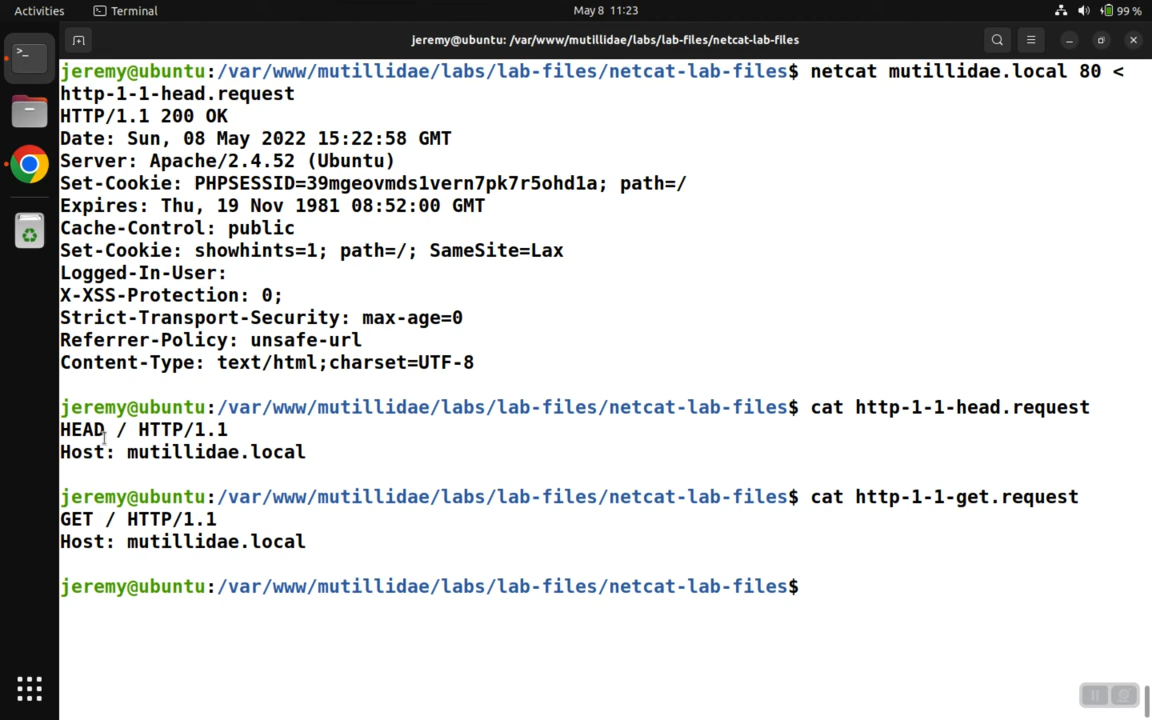 Activities Terminal May 8 11:23 99 %
jeremy@ubuntu: /var/www/mutillidae/labs/lab-files/netcat-lab-files
jeremy@ubuntu:/var/www/mutillidae/labs/lab-files/netcat-lab-files$ netcat mutillidae.local 80 <
http-1-1-head.request
HTTP/1.1 200 OK
Date: Sun, 08 May 2022 15:22:58 GMT
Server: Apache/2.4.52 (Ubuntu)
Set-Cookie: PHPSESSID=39mgeovmds1vern7pk7r5ohd1a; path=/
Expires: Thu, 19 Nov 1981 08:52:00 GMT
Cache-Control: public
Set-Cookie: showhints=1; path=/; SameSite=Lax
Logged-In-User:
X-XSS-Protection: 0;
Strict-Transport-Security: max-age=0
Referrer-Policy: unsafe-url
Content-Type: text/html;charset=UTF-8
jeremy@ubuntu:/var/www/mutillidae/labs/lab-files/netcat-lab-files$ cat http-1-1-head.request
HEAD / HTTP/1.1
Host: mutillidae.local
jeremy@ubuntu:/var/www/mutillidae/labs/lab-files/netcat-lab-files$ cat http-1-1-get.request
GET / HTTP/1.1
Host: mutillidae.local
jeremy@ubuntu:/var/www/mutillidae/labs/lab-files/netcat-lab-files$